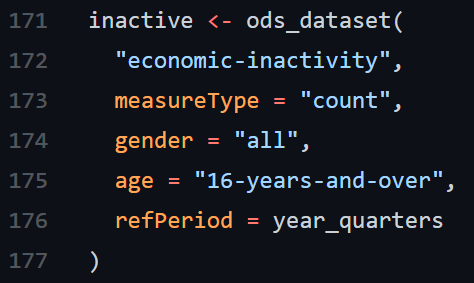 171 inactive <- ods_dataset(
172   "economic-inactivity",
173   measureType = "count",
174   gender = "all",
175   age = "16-years-and-over",
176   refPeriod = year_quarters
177 )